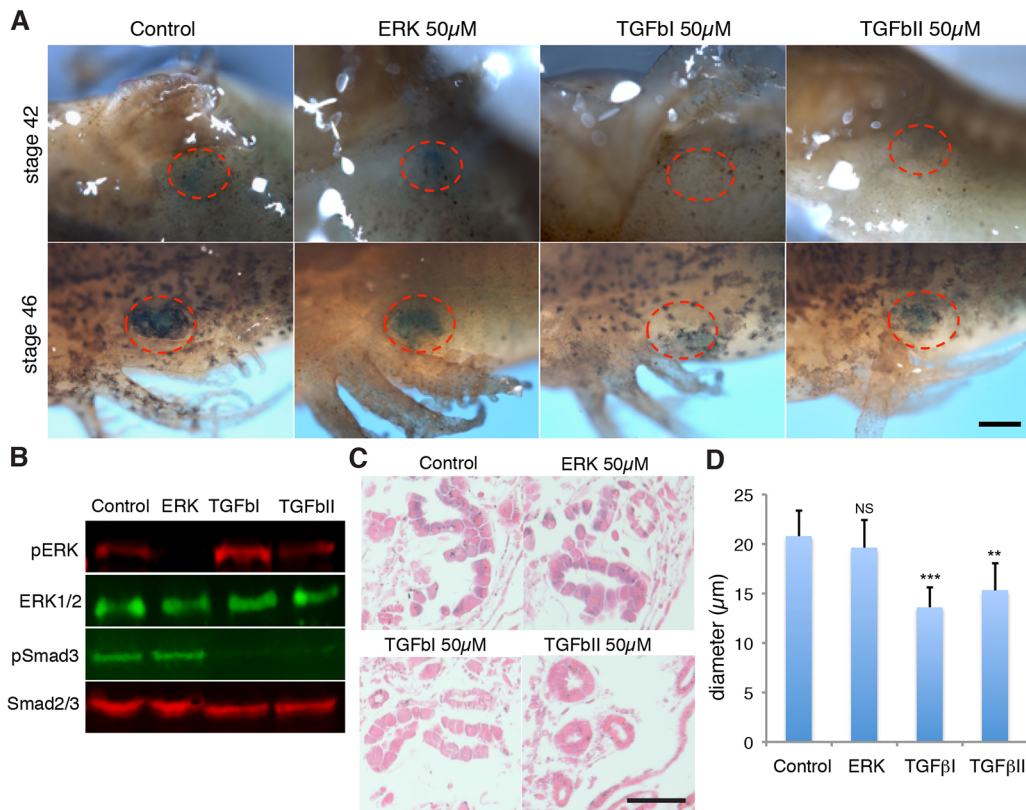 A
Control
ERK 50µM
TGFbI 50µM
TGFbII 50µM
stage 42
stage 46
B
Control ERK TGFbI TGFbII
pERK
ERK1/2
pSmad3
Smad2/3
C
Control
ERK 50µM
TGFbI 50µM
TGFbII 50µM
D
diameter (µm)
25
20
15
10
5
0
NS
***
**
Control
ERK
TGFβI
TGFβII